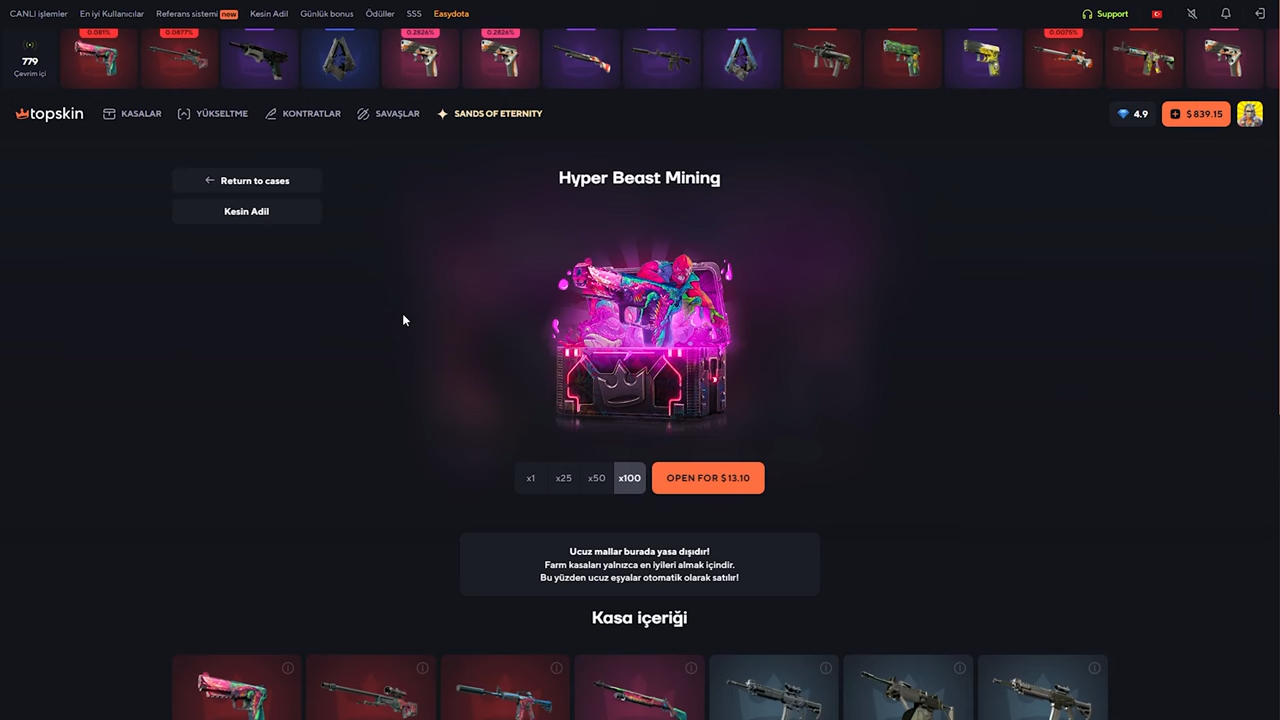 CANLI işlemler
En iyi Kullanıcılar
Referans sistemi new
Kesin Adil
Günlük bonus
Ödüller
SSS
Easydota
Support
779
Çevrim içi
0.081%
0.0877%
0.2826%
0.2826%
0.0075%
topskin
KASALAR
YÜKSELTME
KONTRATLAR
SAVAŞLAR
SANDS OF ETERNITY
4.9
$ 839.15
← Return to cases
Kesin Adil
Hyper Beast Mining
x1
x25
x50
x100
OPEN FOR $ 13.10
Ucuz mallar burada yasa dışıdır!
Farm kasaları yalnızca en iyileri almak içindir.
Bu yüzden ucuz eşyalar otomatik olarak satılır!
Kasa içeriği